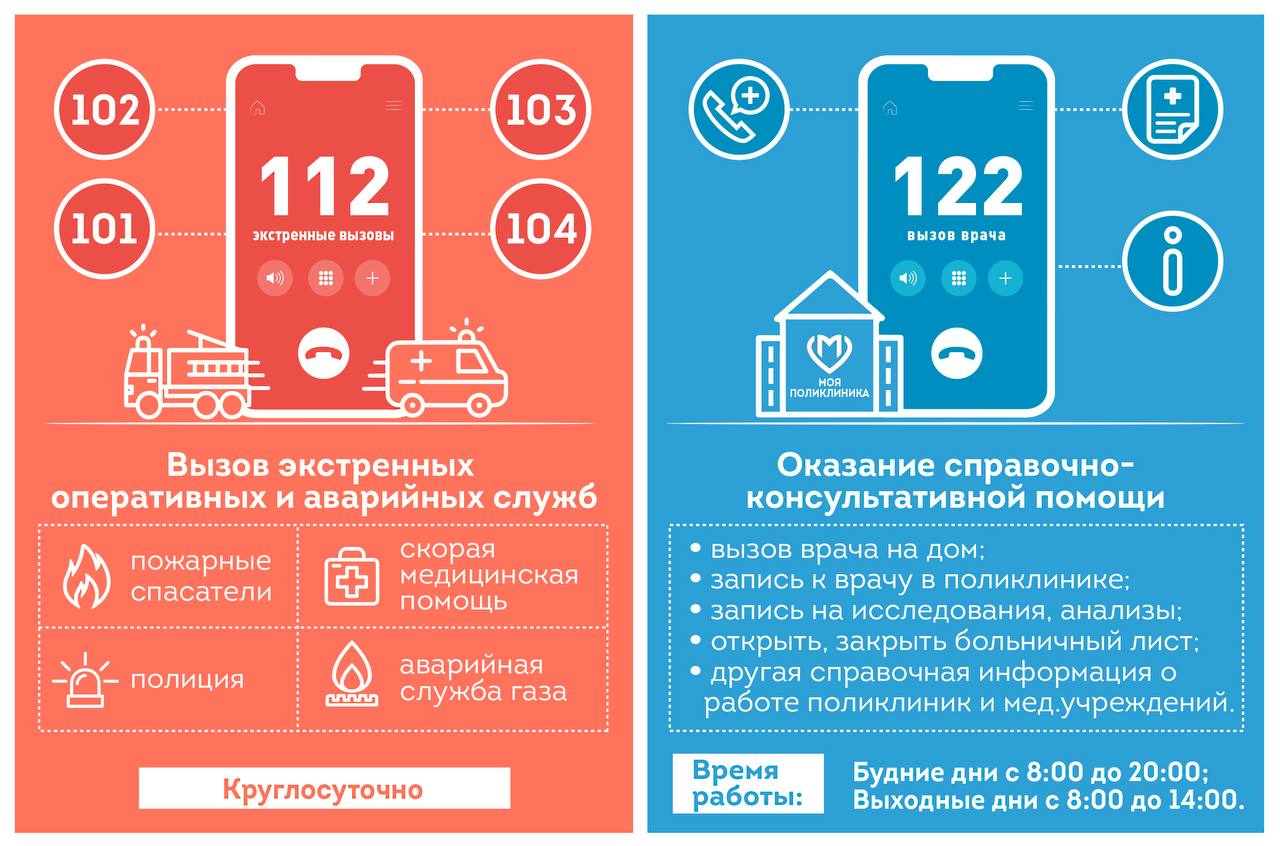 102
103
112
экстренные вызовы
101
104
Вызов экстренных
оперативных и аварийных служб
пожарные
спасатели
скорая
медицинская
помощь
полиция
аварийная
служба газа
Круглосуточно
122
вызов врача
М
МОЯ
ПОЛИКЛИНИКА
Оказание справочно-
консультативной помощи
• вызов врача на дом;
• запись к врачу в поликлинике;
• запись на исследования, анализы;
• открыть, закрыть больничный лист;
• другая справочная информация о
работе поликлиник и мед.учреждений.
Время
работы:
Будние дни с 8:00 до 20:00;
Выходные дни с 8:00 до 14:00.